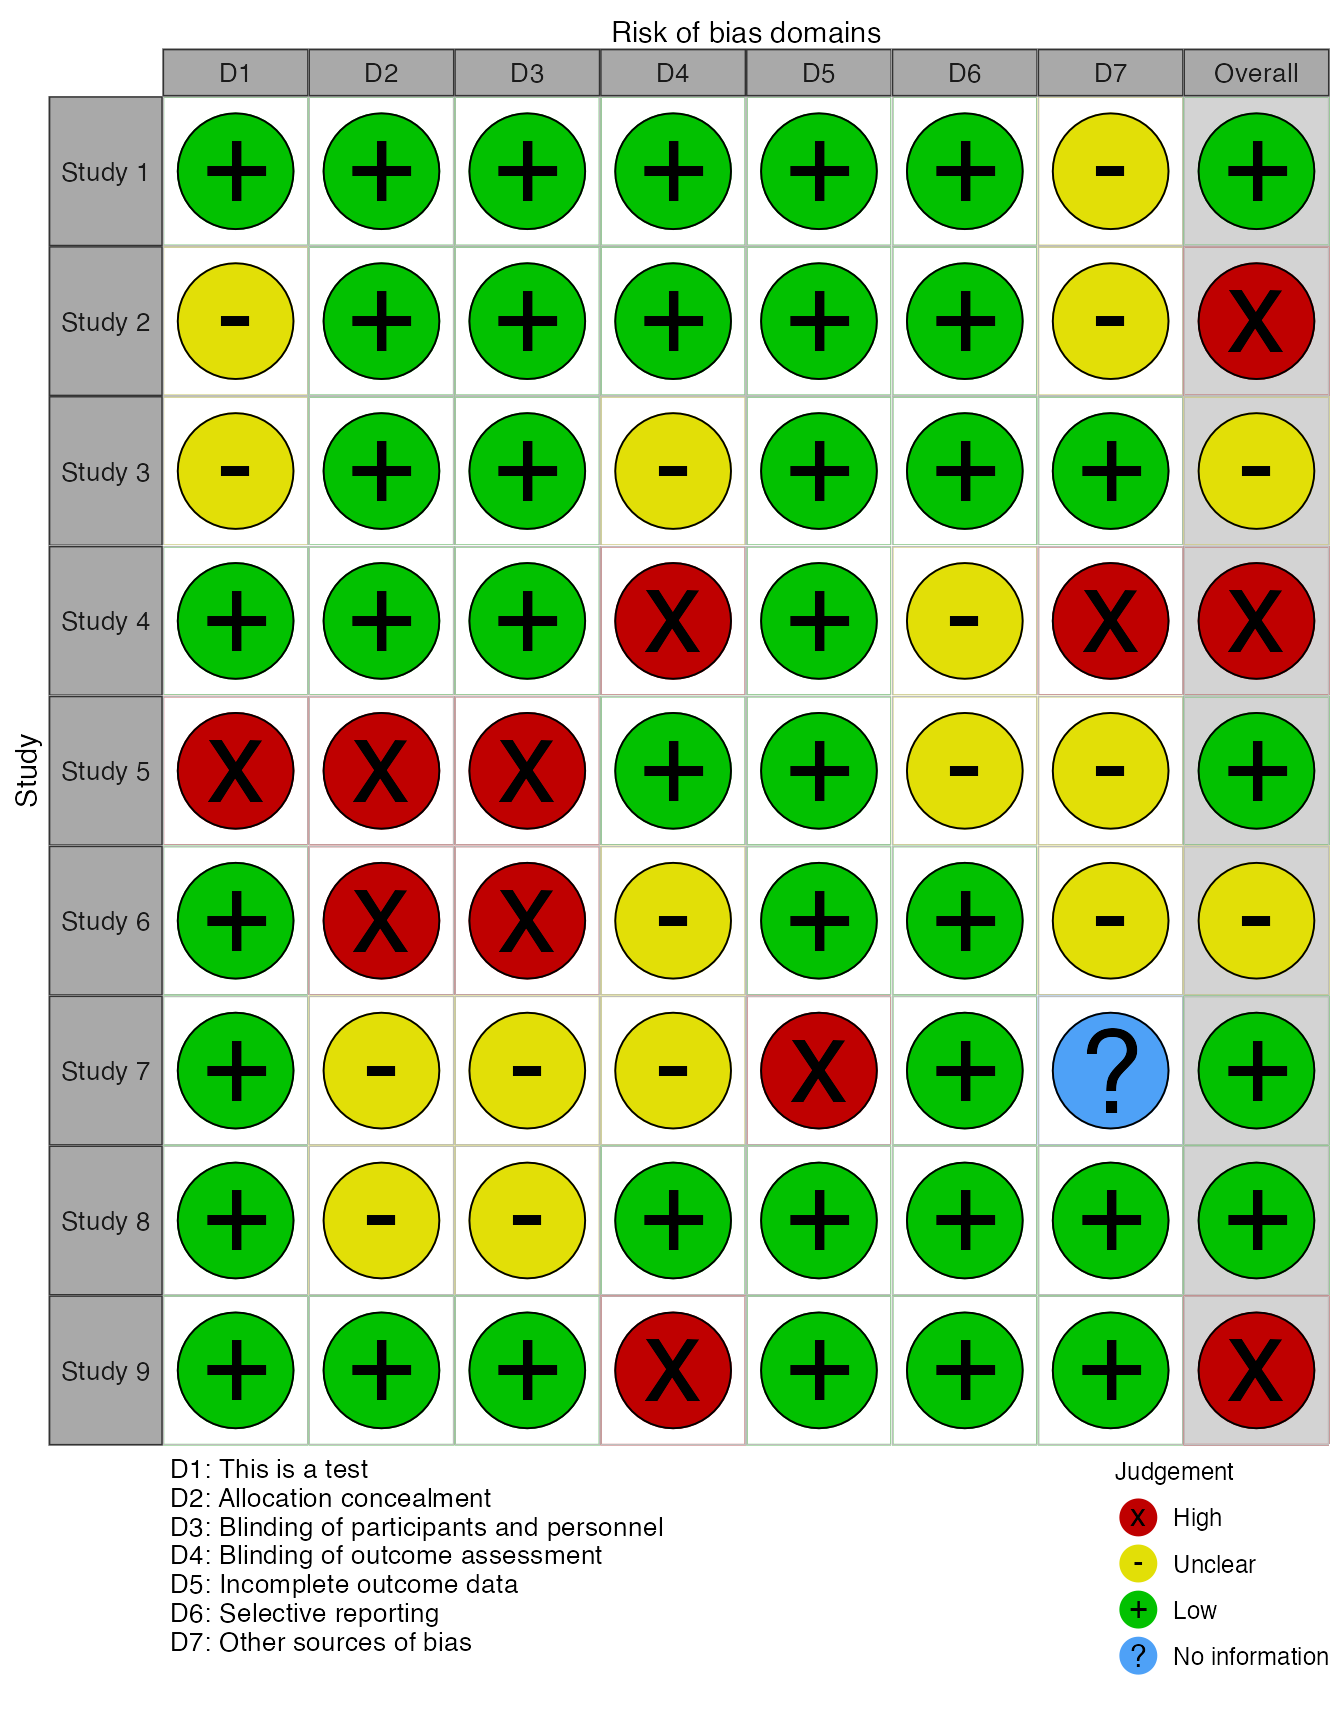 Risk of bias domains
D1 D2 D3 D4 D5 D6 D7 Overall
Study 1 + + + + + + - +
Study 2 - + + + + + - X
Study 3 - + + - + + + -
Study 4 + + + X + - X X
Study
Study 5 X X X + + - - +
Study 6 + X X - + + - -
Study 7 + - - - X + ? +
Study 8 + - - + + + + +
Study 9 + + + X + + + X
D1: This is a test
D2: Allocation concealment
D3: Blinding of participants and personnel
D4: Blinding of outcome assessment
D5: Incomplete outcome data
D6: Selective reporting
D7: Other sources of bias
Judgement
X High
- Unclear
+ Low
? No information